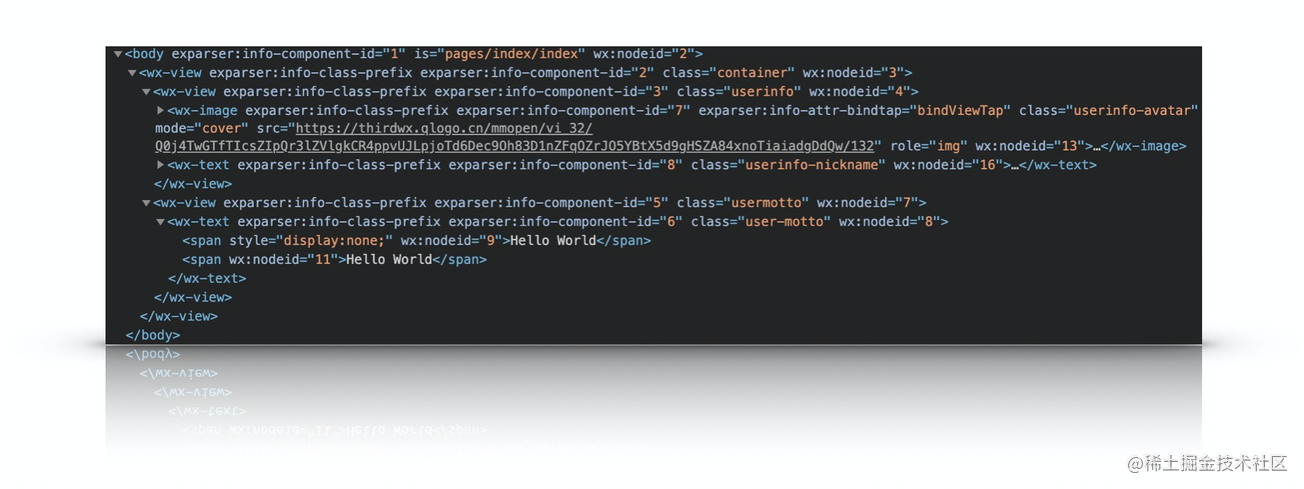 <body exparser:info-component-id="1" is="pages/index/index" wx:nodeid="2">
<wx-view exparser:info-class-prefix exparser:info-component-id="2" class="container" wx:nodeid="3">
<wx-view exparser:info-class-prefix exparser:info-component-id="3" class="userinfo" wx:nodeid="4">
<wx-image exparser:info-class-prefix exparser:info-component-id="7" exparser:info-attr-bindtap="bindViewTap" class="userinfo-avatar"
mode="cover" src="https://thirdwx.qlogo.cn/mmopen/vi_32/
Q0j4TwGTfTIcsZIpQr3lZVlgkCR4ppvUJLpjoTd6Dec9Oh83D1nZFqOZrJO5YBtX5d9gHSZA84xnoTiaiadgDdQw/132" role="img" wx:nodeid="13">…</wx-image>
<wx-text exparser:info-class-prefix exparser:info-component-id="8" class="userinfo-nickname" wx:nodeid="16">…</wx-text>
</wx-view>
<wx-view exparser:info-class-prefix exparser:info-component-id="5" class="usermotto" wx:nodeid="7">
<wx-text exparser:info-class-prefix exparser:info-component-id="6" class="user-motto" wx:nodeid="8">
<span style="display:none;" wx:nodeid="9">Hello World</span>
<span wx:nodeid="11">Hello World</span>
</wx-text>
</wx-view>
</wx-view>
</body>
@稀土掘金技术社区